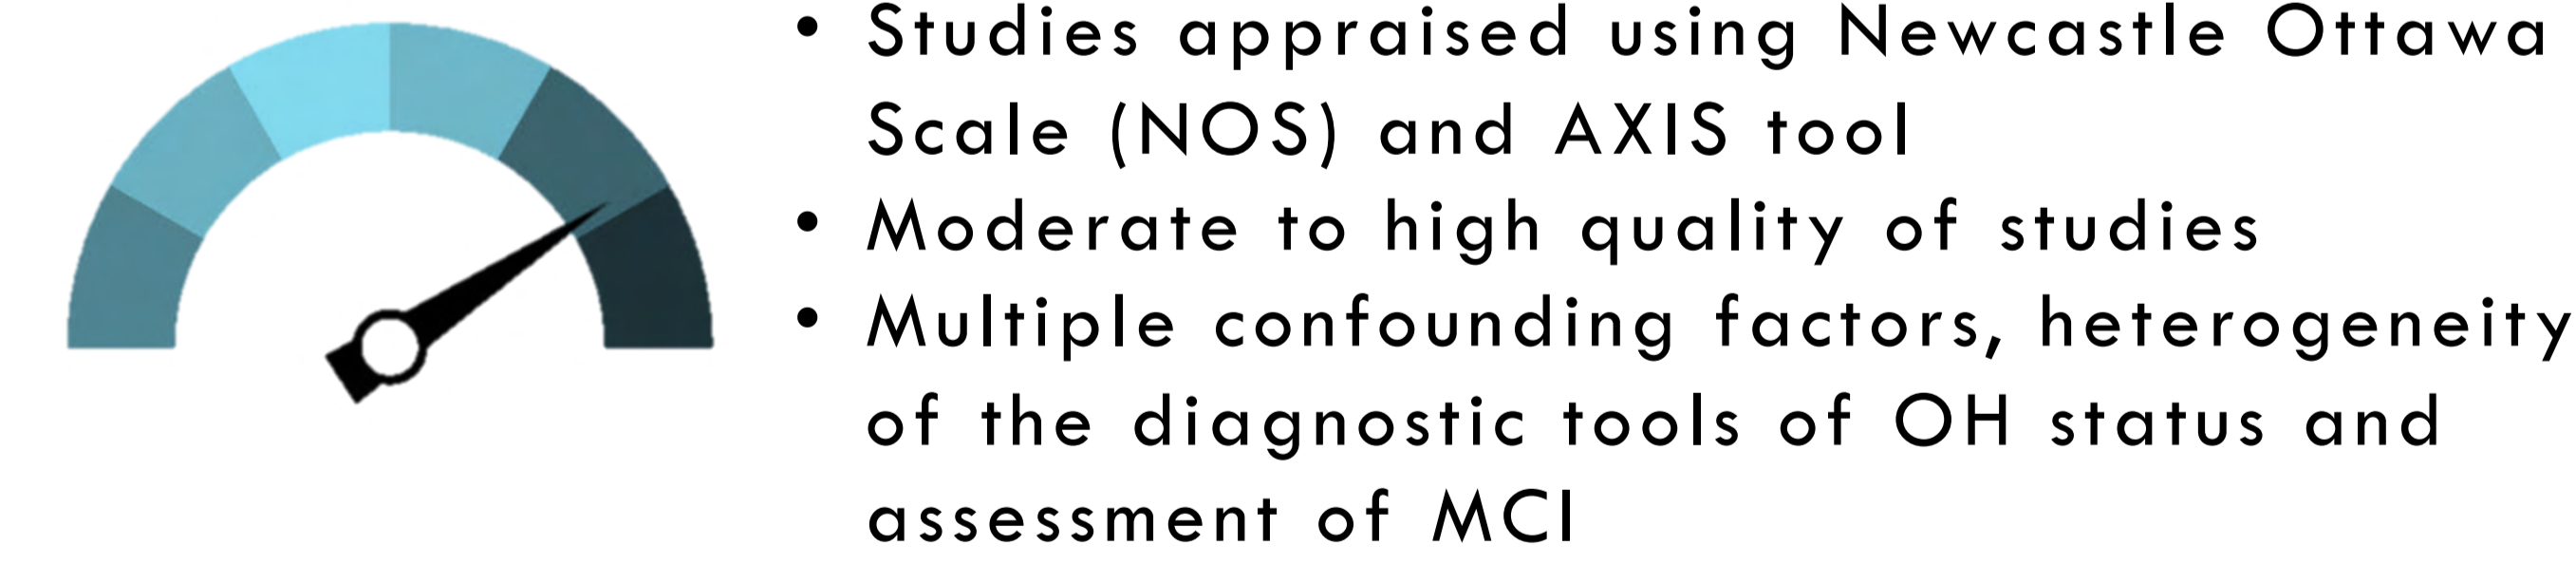 • Studies appraised using Newcastle Ottawa
Scale (NOS) and AXIS tool
• Moderate to high quality of studies
• Multiple confounding factors, heterogeneity
of the diagnostic tools of OH status and
assessment of MCI